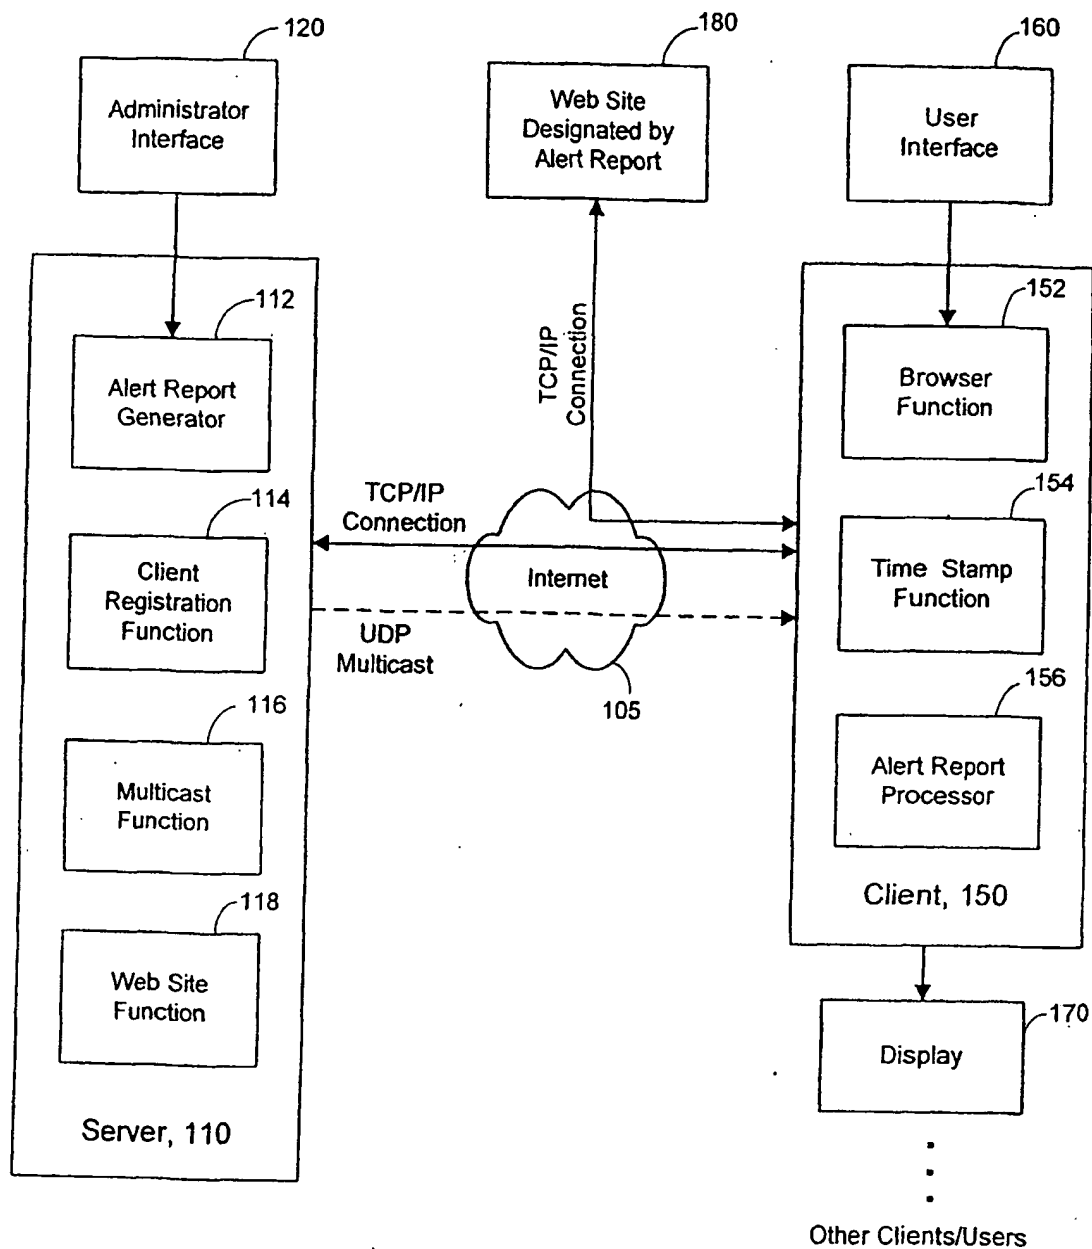 120
180
160
Administrator
Interface
Web Site
Designated by
Alert Report
User
Interface
112
Alert Report
Generator
TCP/IP
Connection
152
Browser
Function
114
Client
Registration
Function
TCP/IP
Connection
Internet
UDP
Multicast
105
154
Time Stamp
Function
116
Multicast
Function
156
Alert Report
Processor
Client, 150
118
Web Site
Function
Server, 110
170
Display
Other Clients/Users